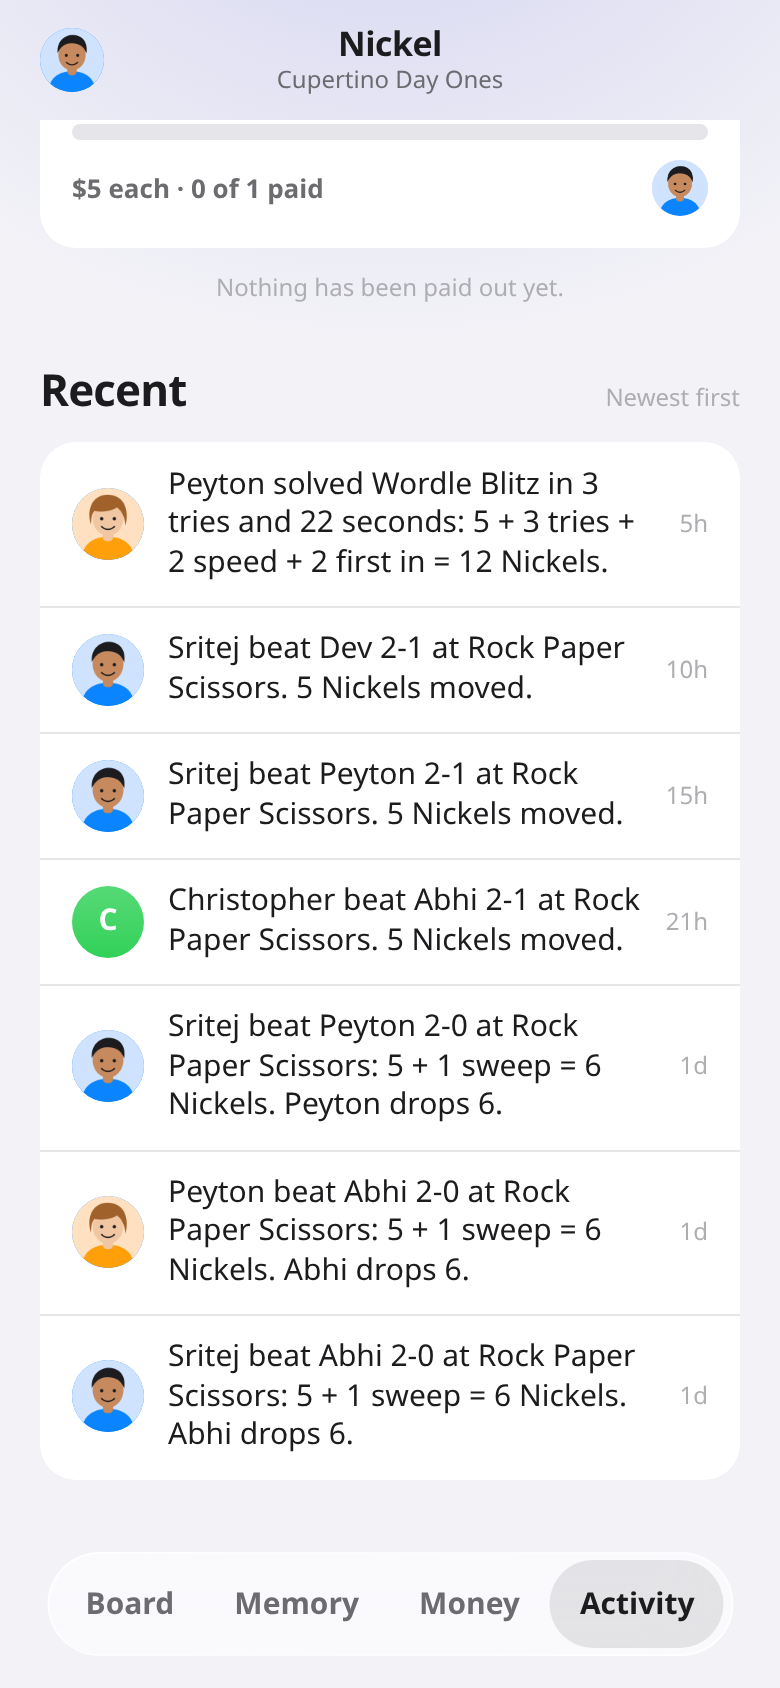 Nickel
Cupertino Day Ones
$5 each · 0 of 1 paid
Nothing has been paid out yet.
Recent
Newest first
Peyton solved Wordle Blitz in 3
tries and 22 seconds: 5 + 3 tries +
2 speed + 2 first in = 12 Nickels.
5h
Sritej beat Dev 2-1 at Rock Paper
Scissors. 5 Nickels moved.
10h
Sritej beat Peyton 2-1 at Rock
Paper Scissors. 5 Nickels moved.
15h
C
Christopher beat Abhi 2-1 at Rock
Paper Scissors. 5 Nickels moved.
21h
Sritej beat Peyton 2-0 at Rock
Paper Scissors: 5 + 1 sweep = 6
Nickels. Peyton drops 6.
1d
Peyton beat Abhi 2-0 at Rock
Paper Scissors: 5 + 1 sweep = 6
Nickels. Abhi drops 6.
1d
Sritej beat Abhi 2-0 at Rock Paper
Scissors: 5 + 1 sweep = 6 Nickels.
Abhi drops 6.
1d
Board Memory Money Activity